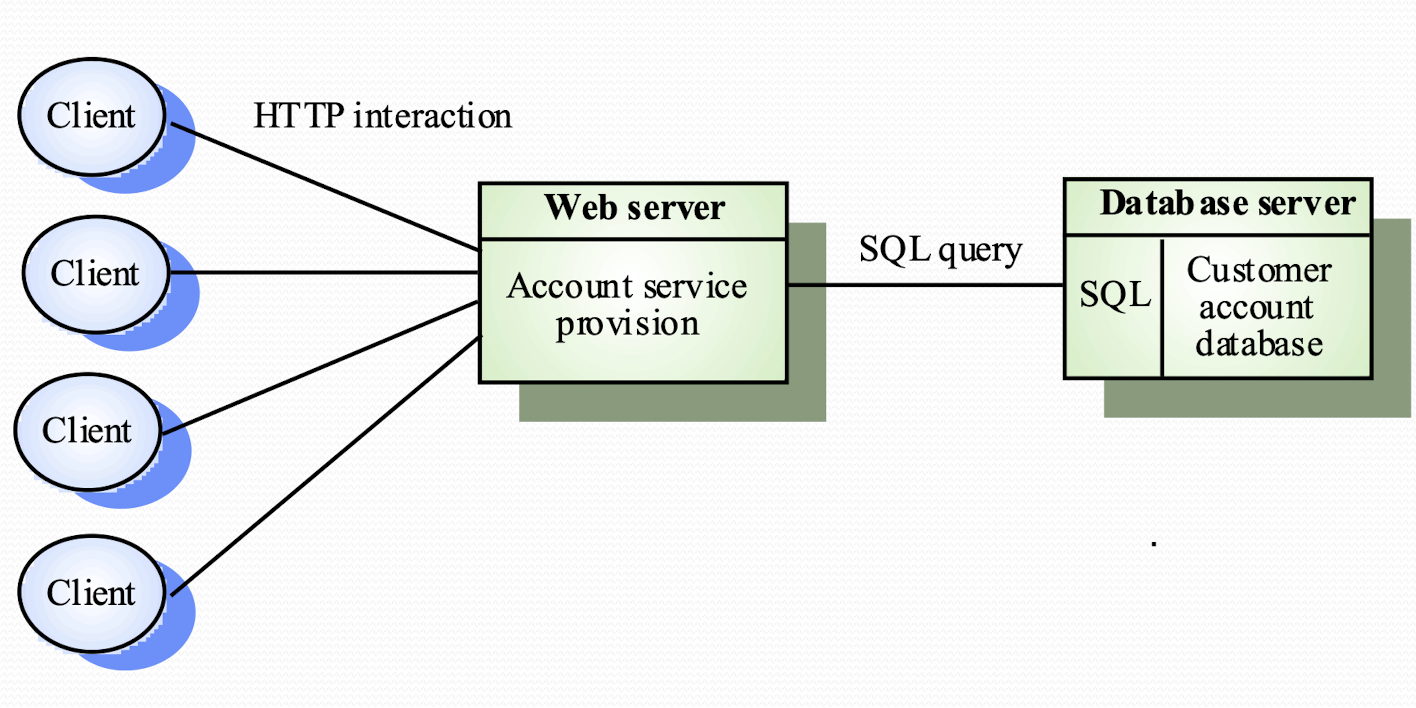 Client
HTTP interaction
Web server
Account service
provision
SQL query
Database server
SQL
Customer
account
database
Client
Client
Client
.